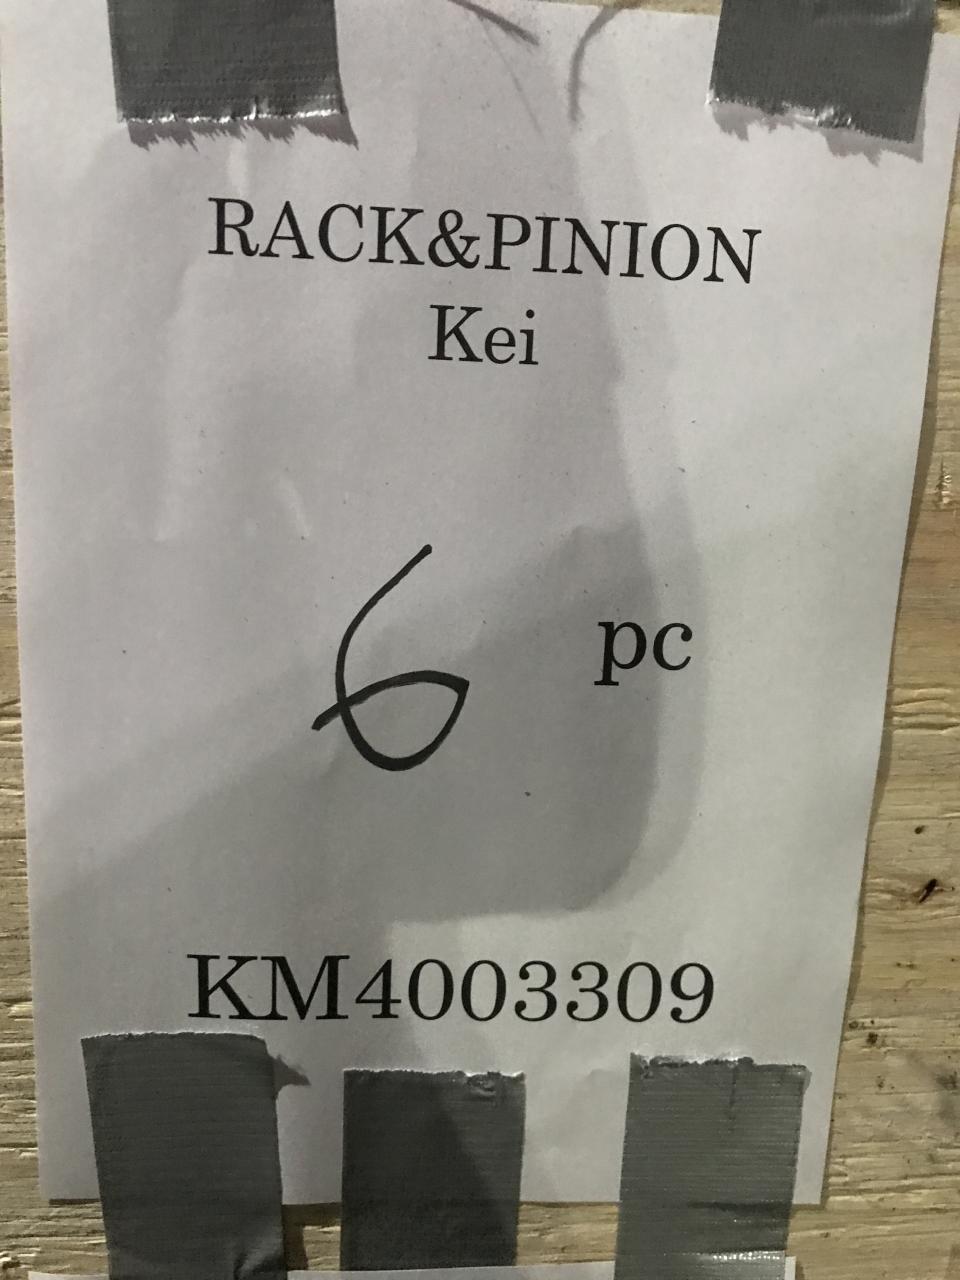 RACK&PINION
Kei
6 pc
KM4003309